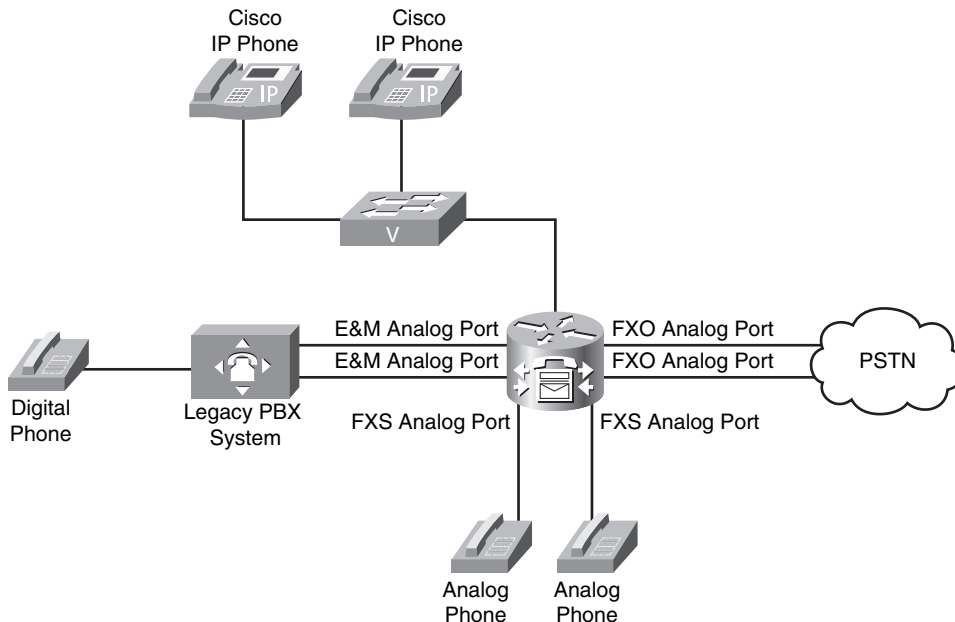 Cisco
IP Phone
Cisco
IP Phone
IP
IP
V
E&M Analog Port
FXO Analog Port
E&M Analog Port
FXO Analog Port
PSTN
Digital
Phone
Legacy PBX
System
FXS Analog Port
FXS Analog Port
Analog
Phone
Analog
Phone